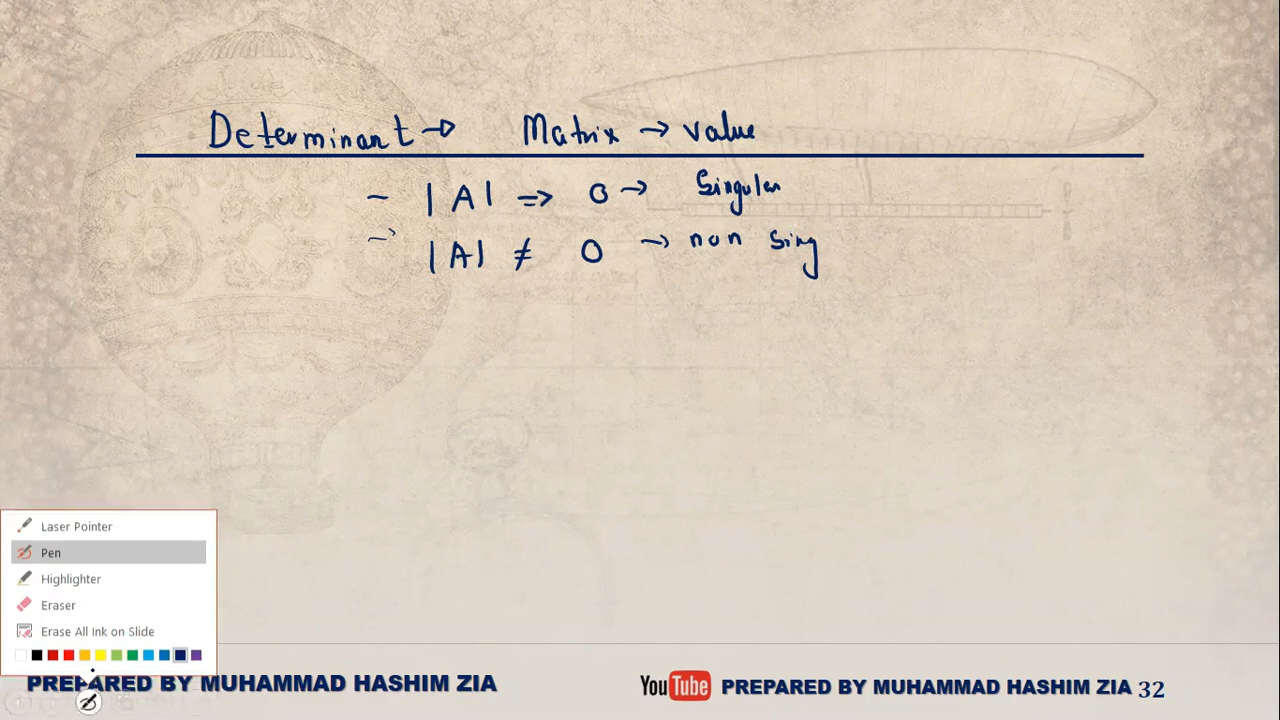 Determinant → Matrix → value
- |A| => 0 → Singular
→ |A| ≠ 0 → non sing
Laser Pointer
Pen
Highlighter
Eraser
Erase All Ink on Slide
PREPARED BY MUHAMMAD HASHIM ZIA
YouTube PREPARED BY MUHAMMAD HASHIM ZIA 32